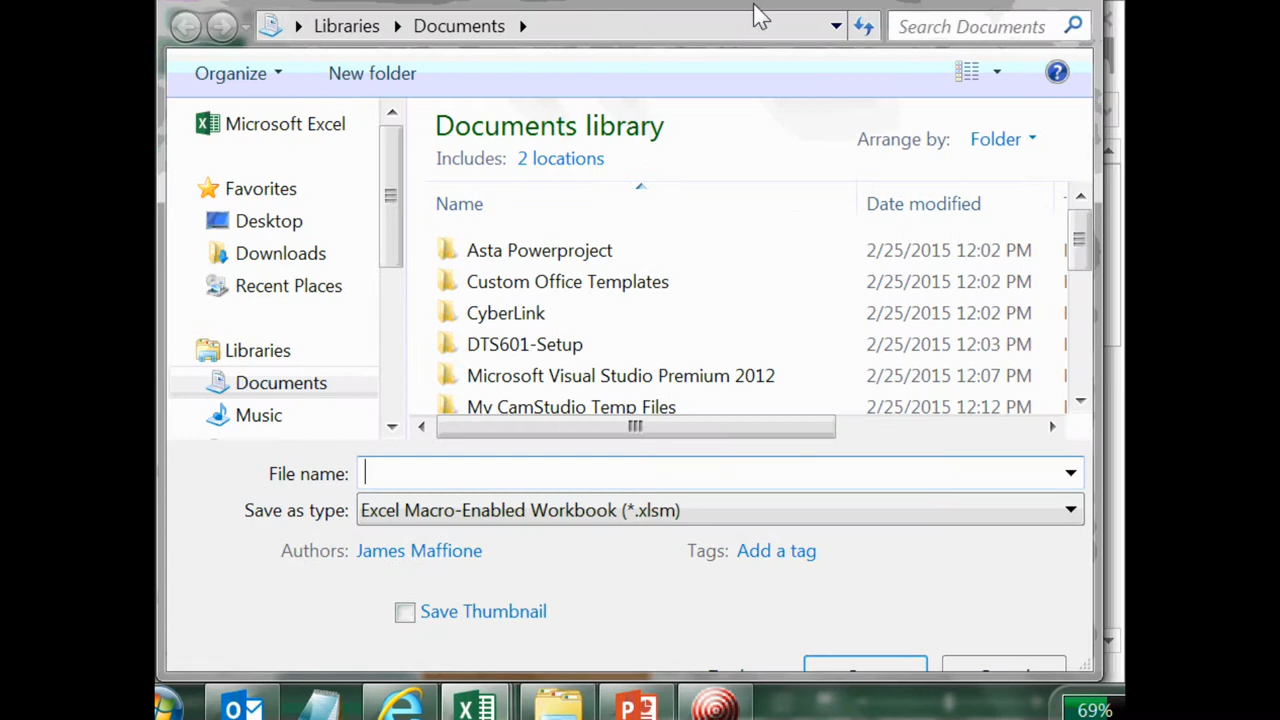 Libraries Documents Search Documents
Organize New folder
Microsoft Excel
Favorites
Desktop
Downloads
Recent Places
Libraries
Documents
Music
Documents library
Includes: 2 locations
Arrange by: Folder
Name Date modified
Asta Powerproject 2/25/2015 12:02 PM
Custom Office Templates 2/25/2015 12:02 PM
CyberLink 2/25/2015 12:02 PM
DTS601-Setup 2/25/2015 12:03 PM
Microsoft Visual Studio Premium 2012 2/25/2015 12:07 PM
My CamStudio Temp Files 2/25/2015 12:12 PM
File name:
Save as type: Excel Macro-Enabled Workbook (*.xlsm)
Authors: James Maffione Tags: Add a tag
Save Thumbnail
69%